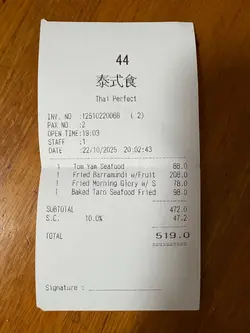 44
泰式食
Thai Perfect
INV. NO :12510220068 ( 2)
PAX NO. :2
OPEN TIME:19:03
STAFF :1
DATE :22/10/2025 20:02:43
1 Tom Yam Seafood 88.0
1 Fried Barramundi w/Fruit 208.0
1 Fried Morning Glory w/ S 78.0
1 Baked Taro Seafood Fried 98.0
SUBTOTAL 472.0
S.C. 10.0% 47.2
TOTAL 519.0
Signature :